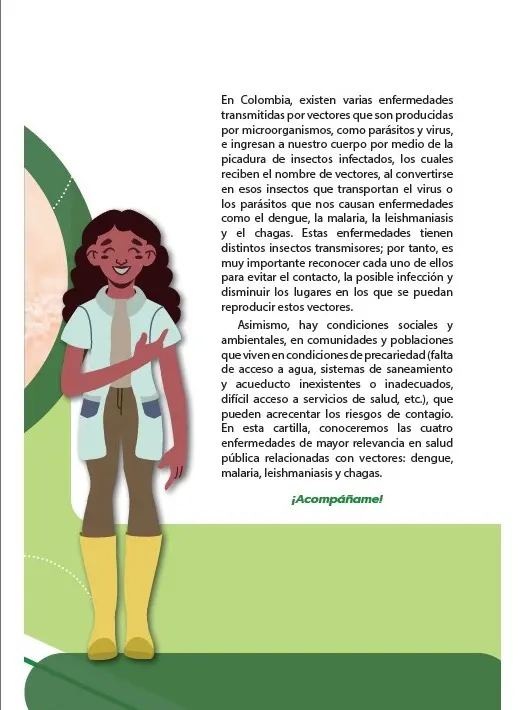 En Colombia, existen varias enfermedades
transmitidas por vectores que son producidas
por microorganismos, como parásitos y virus,
e ingresan a nuestro cuerpo por medio de la
picadura de insectos infectados, los cuales
reciben el nombre de vectores, al convertirse
en esos insectos que transportan el virus o
los parásitos que nos causan enfermedades
como el dengue, la malaria, la leishmaniasis
y el chagas. Estas enfermedades tienen
distintos insectos transmisores; por tanto, es
muy importante reconocer cada uno de ellos
para evitar el contacto, la posible infección y
disminuir los lugares en los que se puedan
reproducir estos vectores.
Asimismo, hay condiciones sociales y
ambientales, en comunidades y poblaciones
que viven en condiciones de precariedad (falta
de acceso a agua, sistemas de saneamiento
y acueducto inexistentes o inadecuados,
difícil acceso a servicios de salud, etc.), que
pueden acrecentar los riesgos de contagio.
En esta cartilla, conoceremos las cuatro
enfermedades de mayor relevancia en salud
pública relacionadas con vectores: dengue,
malaria, leishmaniasis y chagas.
¡Acompáñame!